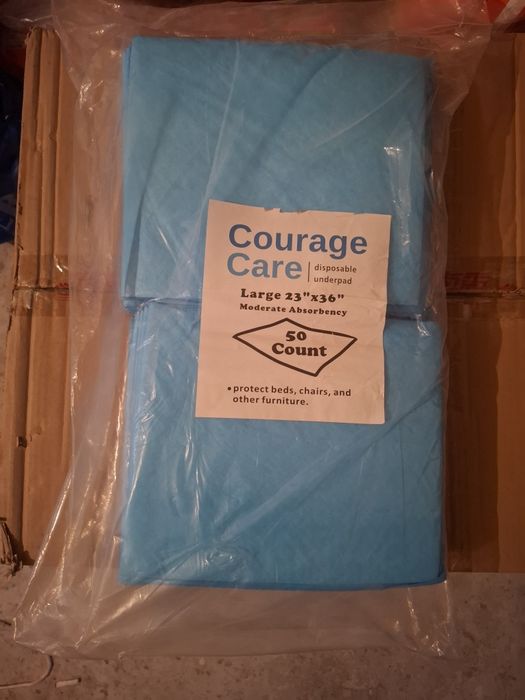 Courage
Care
disposable
underpad
Large 23"x36"
Moderate Absorbency
50
Count
• protect beds, chairs, and
other furniture.